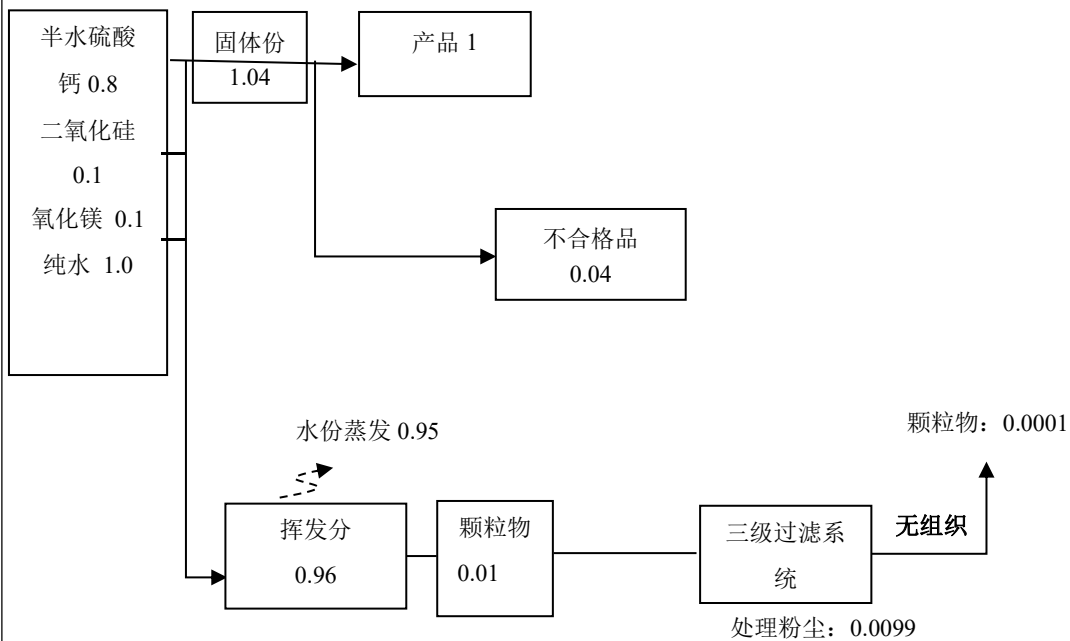 半水硫酸
钙 0.8
二氧化硅
0.1
氧化镁 0.1
纯水 1.0
固体份
1.04
产品 1
不合格品
0.04
水份蒸发 0.95
挥发分
0.96
颗粒物
0.01
三级过滤系
统
处理粉尘：0.0099
无组织
颗粒物：0.0001